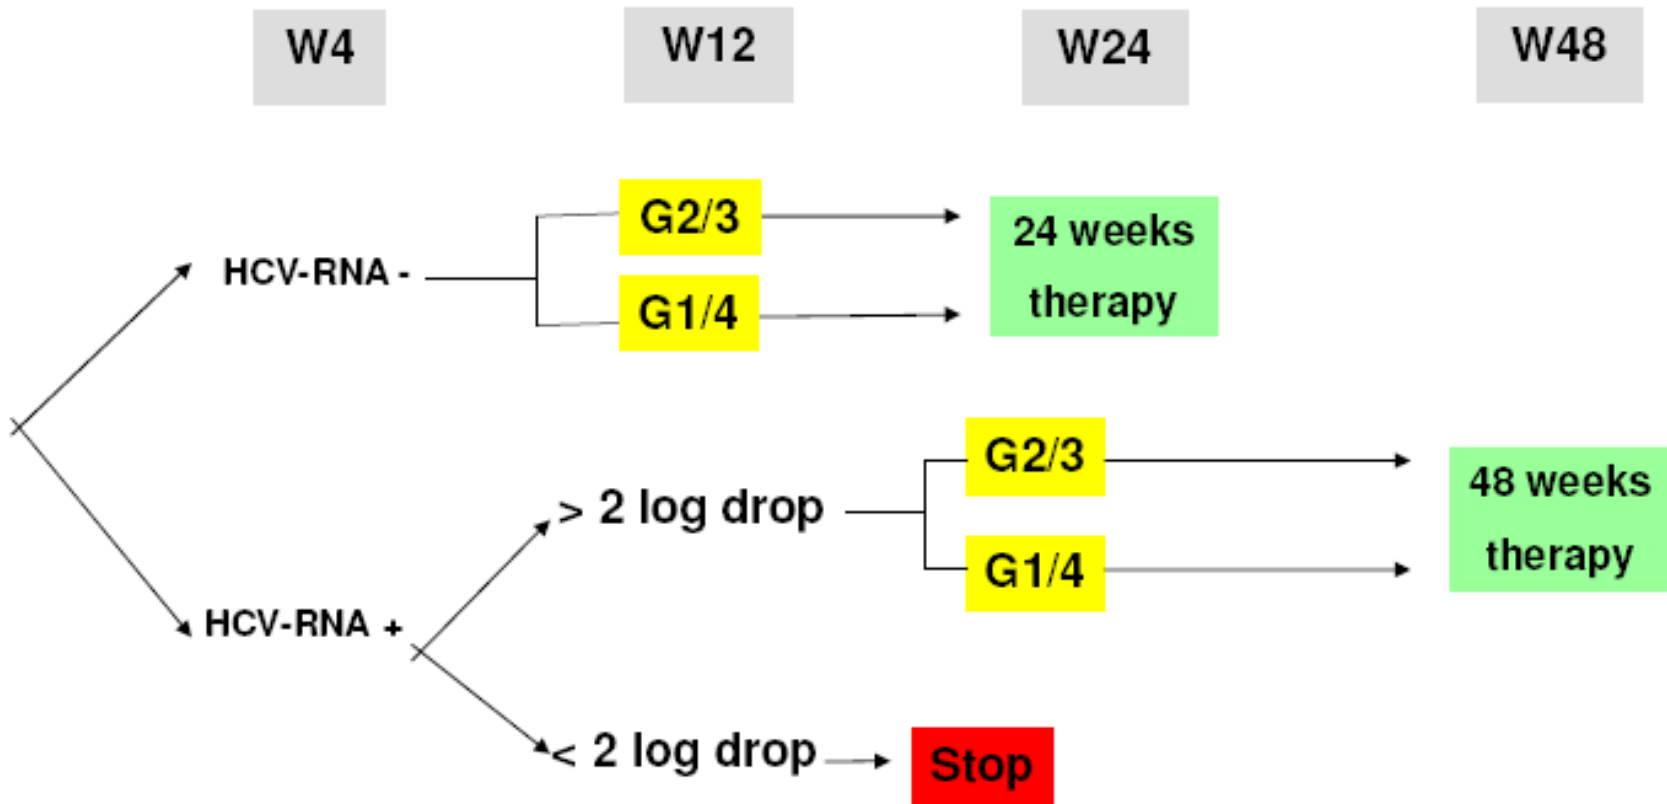 W4
W12
W24
W48
HCV-RNA -
G2/3
G1/4
24 weeks
therapy
HCV-RNA +
> 2 log drop
G2/3
G1/4
48 weeks
therapy
< 2 log drop
Stop